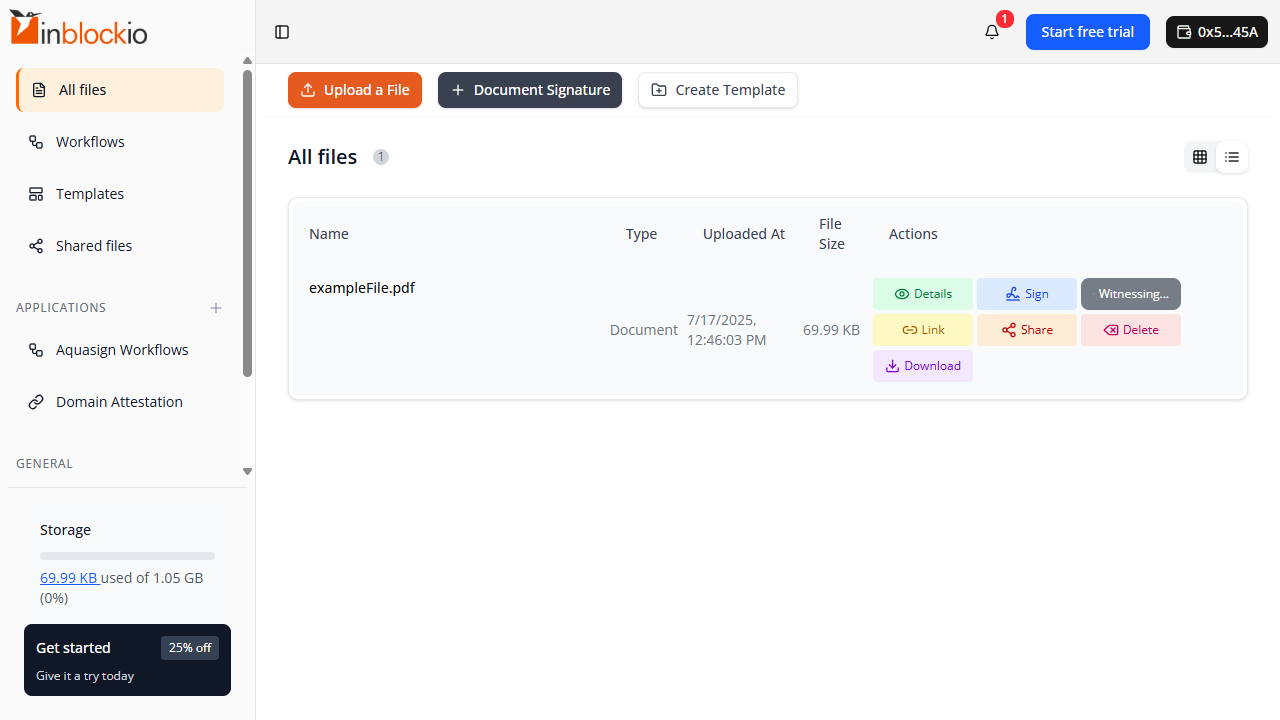 inblockio
1
Start free trial
0x5...45A
All files
Workflows
Templates
Shared files
APPLICATIONS
Aquasign Workflows
Domain Attestation
GENERAL
Storage
69.99 KB used of 1.05 GB
(0%)
Get started
25% off
Give it a try today
Upload a File
Document Signature
Create Template
All files
1
Name
Type
Uploaded At
File
Size
Actions
exampleFile.pdf
Document
7/17/2025,
12:46:03 PM
69.99 KB
Details
Sign
Witnessing...
Link
Share
Delete
Download